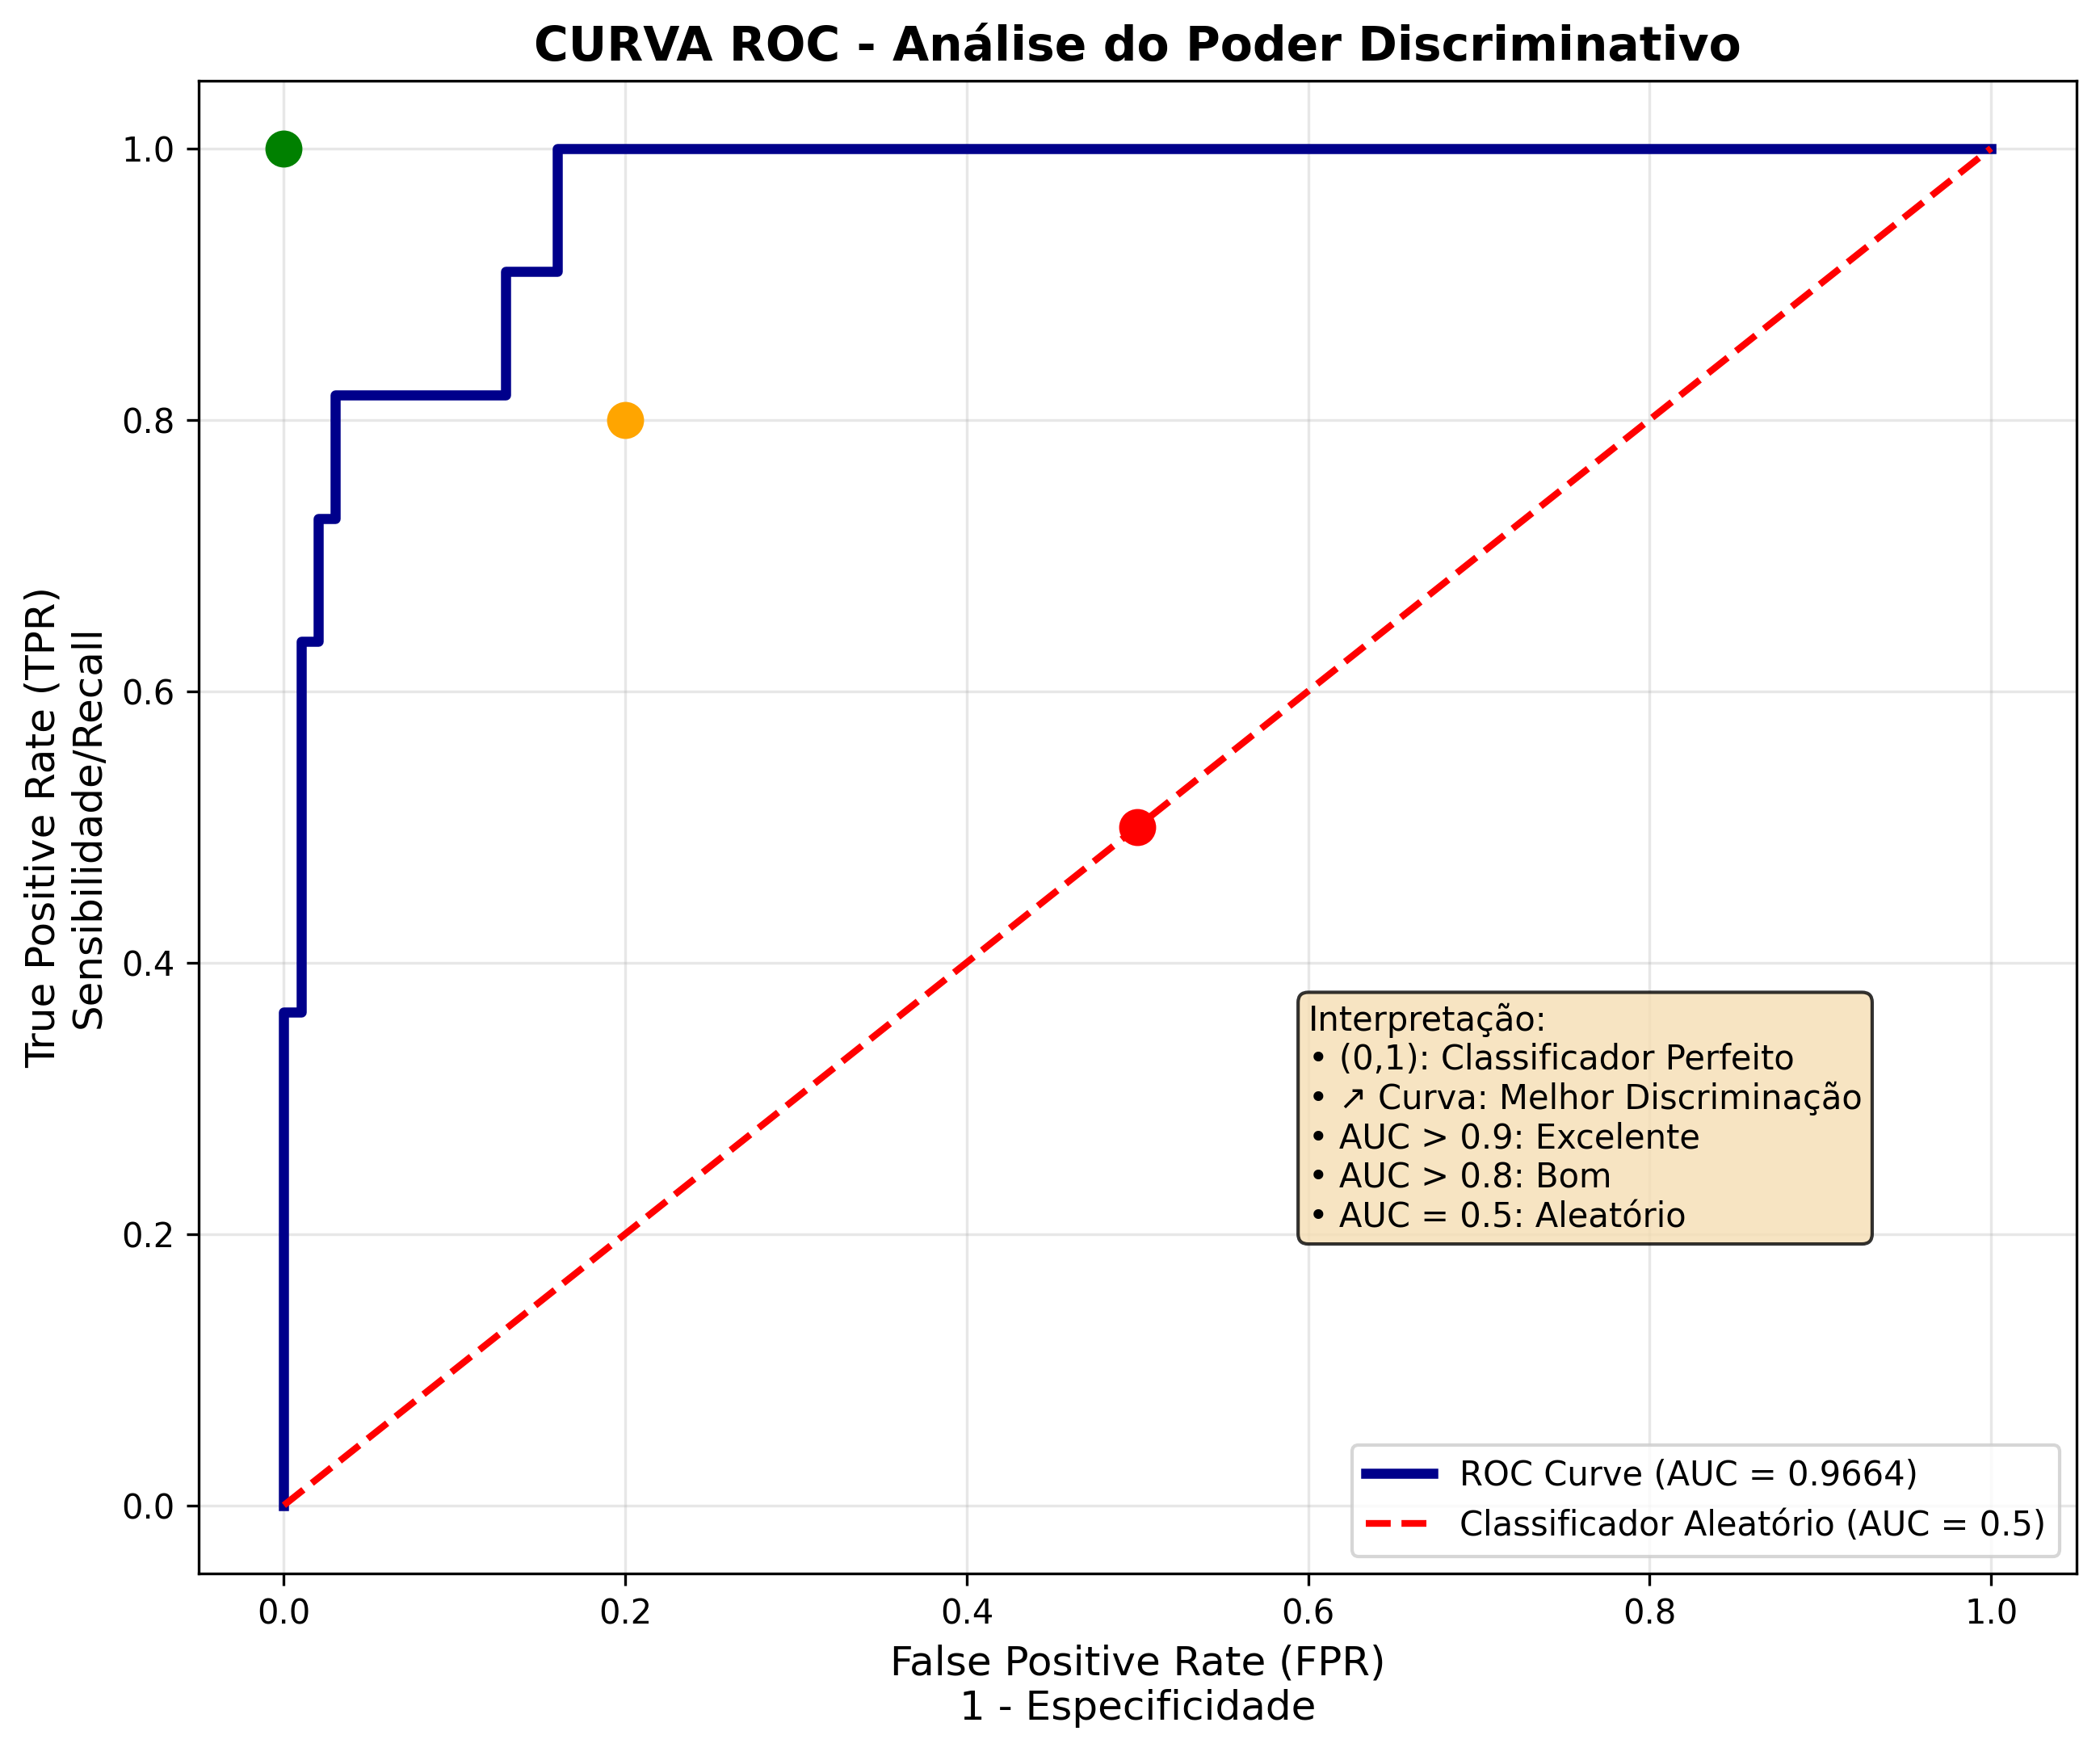 CURVA ROC - Análise do Poder Discriminativo
True Positive Rate (TPR)
Sensibilidade/Recall
1.0
0.8
0.6
0.4
0.2
0.0
Interpretação:
• (0,1): Classificador Perfeito
• ↗ Curva: Melhor Discriminação
• AUC > 0.9: Excelente
• AUC > 0.8: Bom
• AUC = 0.5: Aleatório
ROC Curve (AUC = 0.9664)
Classificador Aleatório (AUC = 0.5)
0.0 0.2 0.4 0.6 0.8 1.0
False Positive Rate (FPR)
1 - Especificidade